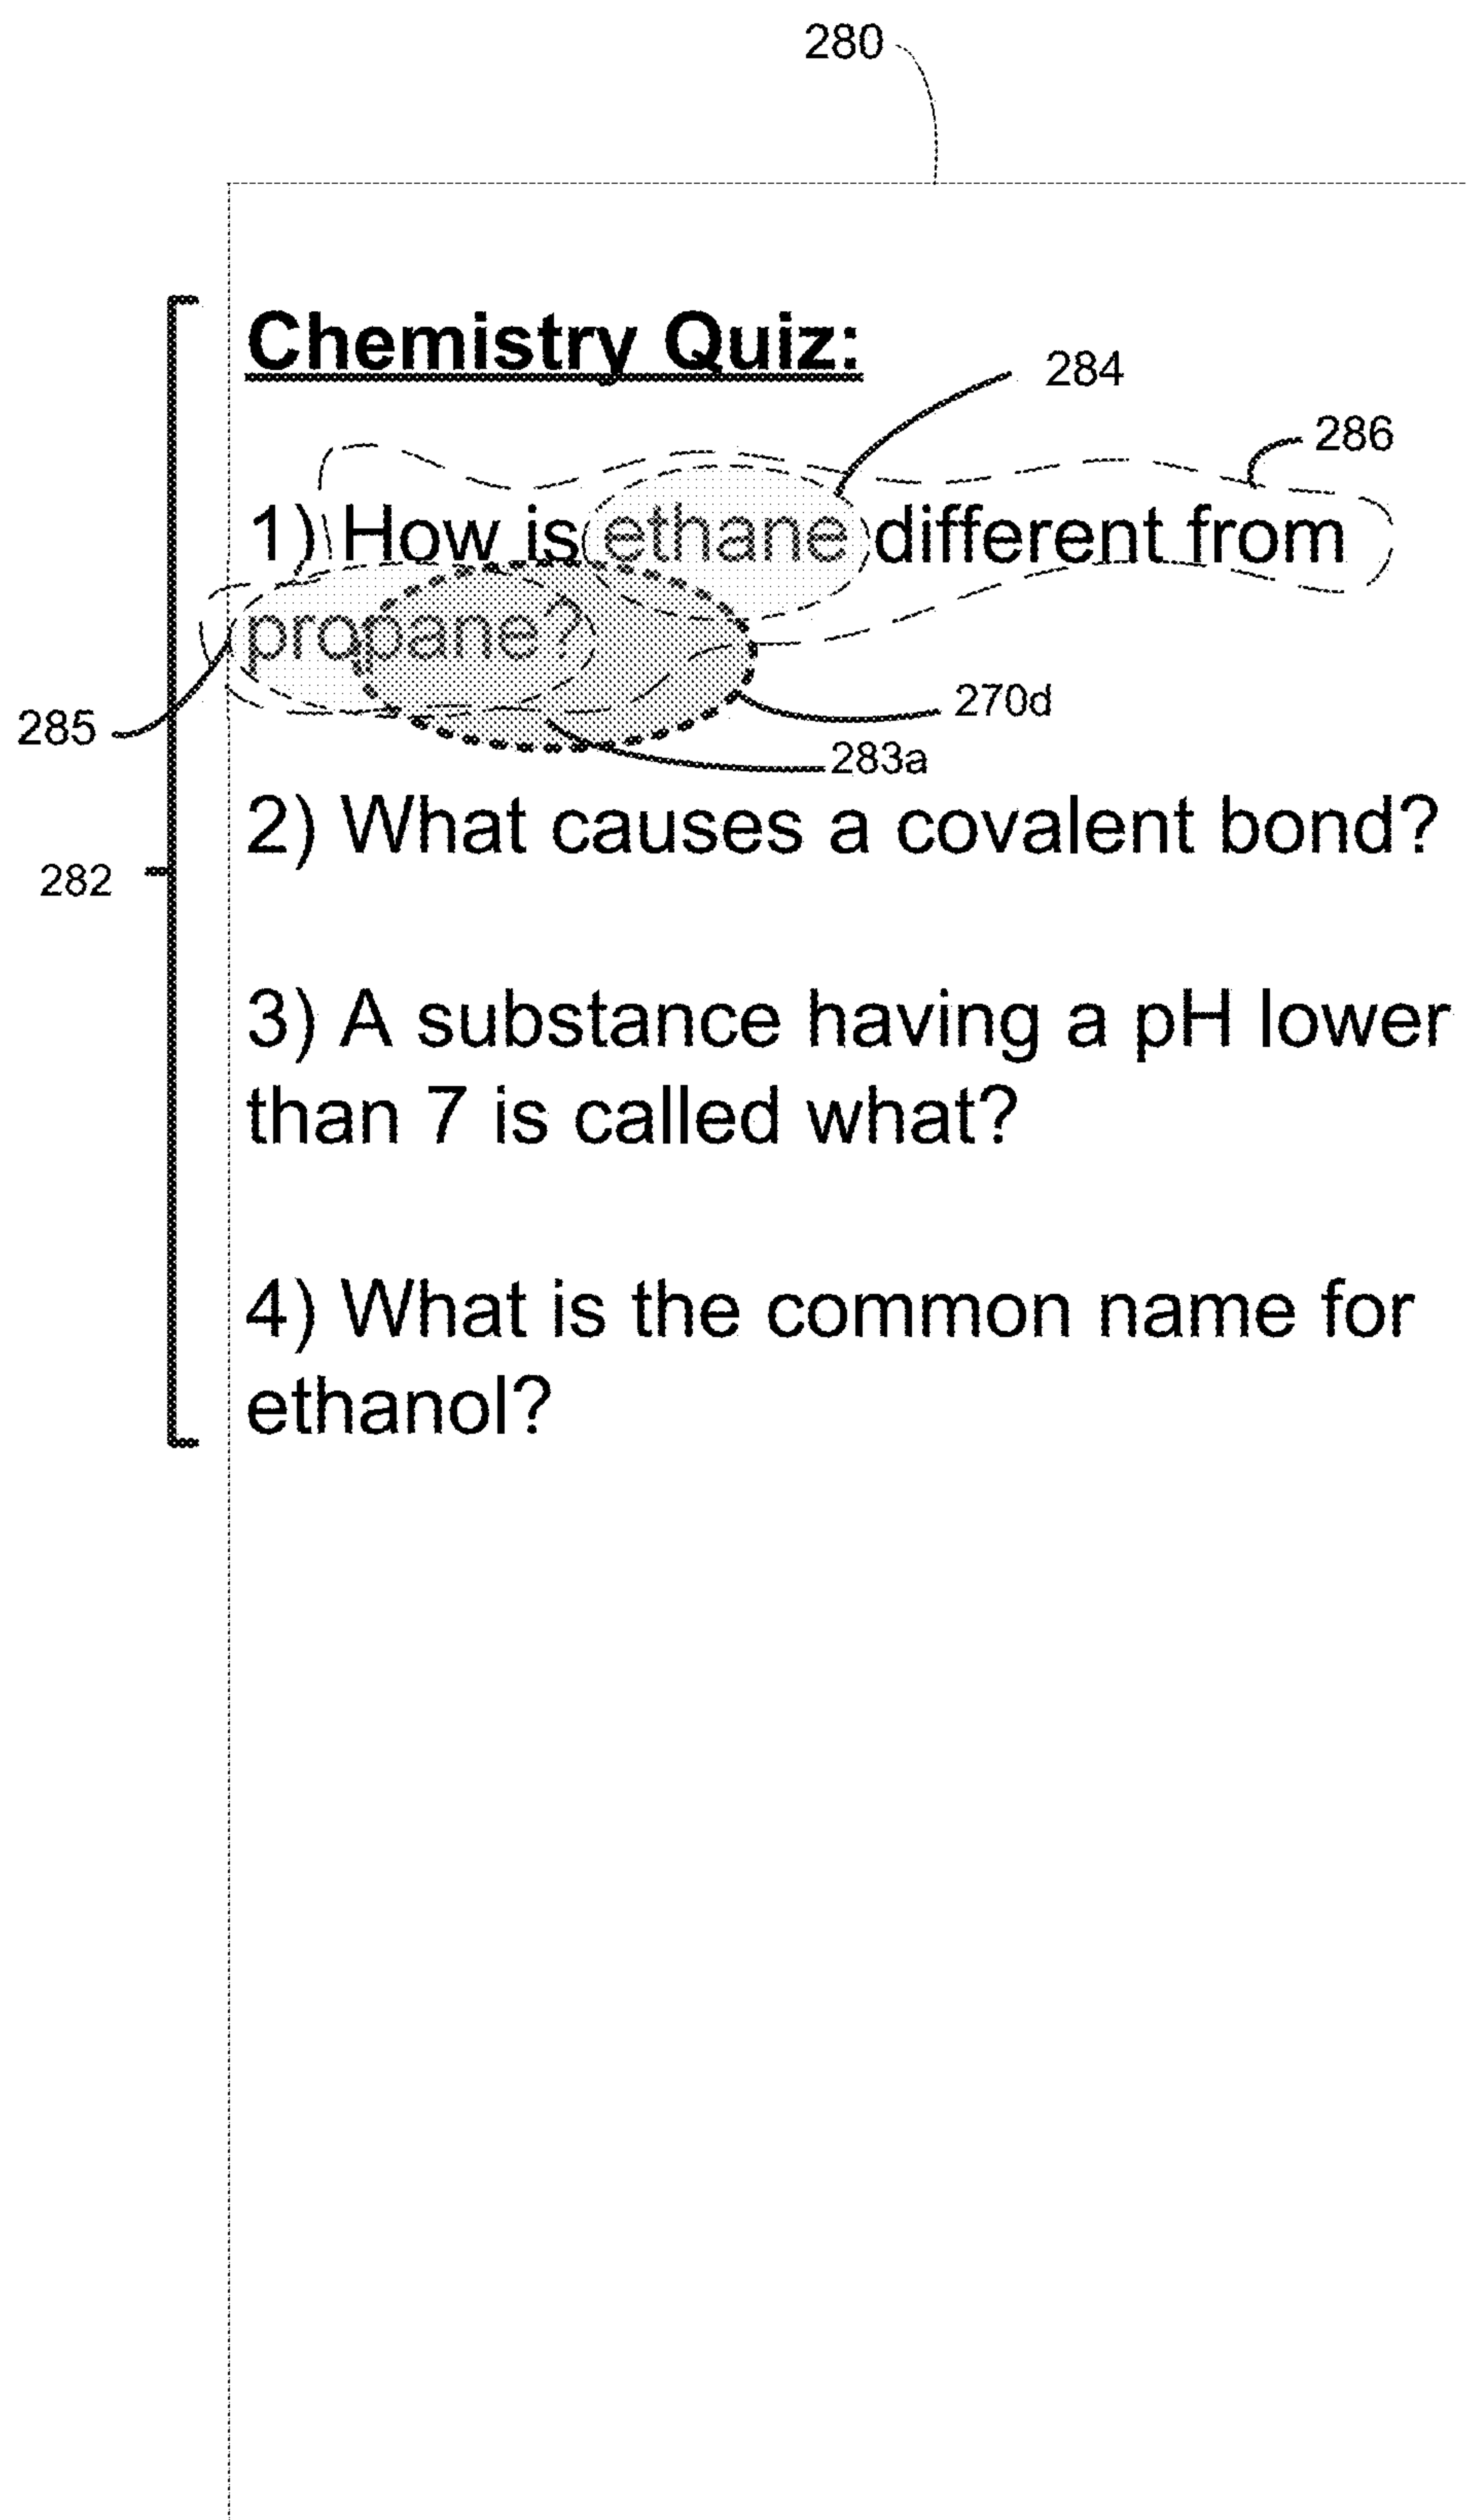 280
Chemistry Quiz:
284
286
1) How is ethane different from
propane?
285
270d
283a
2) What causes a covalent bond?
282
3) A substance having a pH lower
than 7 is called what?
4) What is the common name for
ethanol?